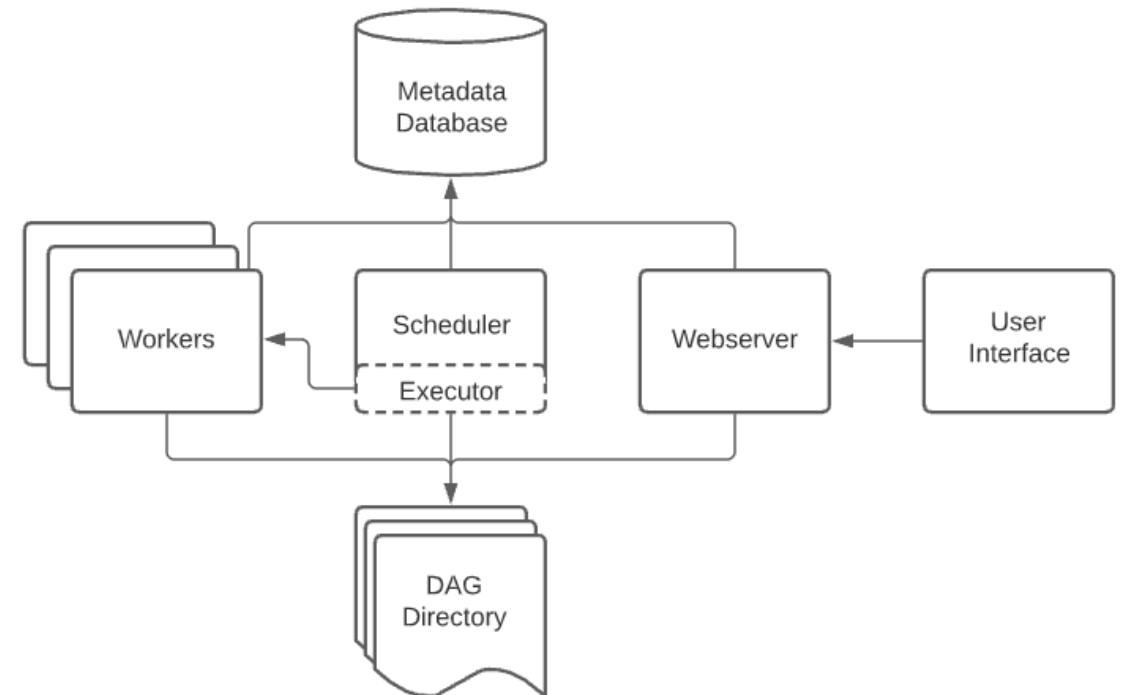 Metadata
Database
Workers
Scheduler
Executor
Webserver
User
Interface
DAG
Directory